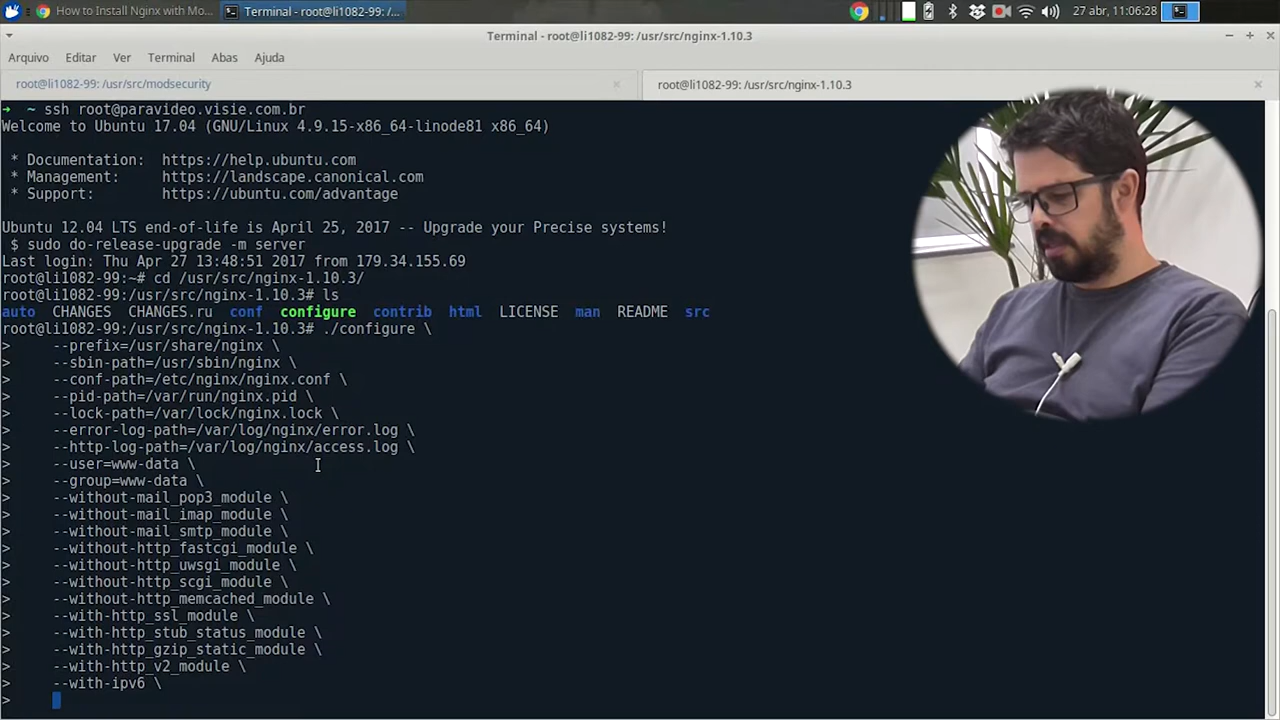 How to Install Nginx with Mo...
Terminal - root@li1082-99: /...
27 abr, 11:06:28
Terminal - root@li1082-99: /usr/src/nginx-1.10.3
Arquivo Editar Ver Terminal Abas Ajuda
root@li1082-99: /usr/src/modsecurity
root@li1082-99: /usr/src/nginx-1.10.3
→ ~ ssh root@paravideo.visie.com.br
Welcome to Ubuntu 17.04 (GNU/Linux 4.9.15-x86_64-linode81 x86_64)
* Documentation: https://help.ubuntu.com
* Management: https://landscape.canonical.com
* Support: https://ubuntu.com/advantage
Ubuntu 12.04 LTS end-of-life is April 25, 2017 -- Upgrade your Precise systems!
$ sudo do-release-upgrade -m server
Last login: Thu Apr 27 13:48:51 2017 from 179.34.155.69
root@li1082-99:~# cd /usr/src/nginx-1.10.3/
root@li1082-99:/usr/src/nginx-1.10.3# ls
auto CHANGES CHANGES.ru conf configure contrib html LICENSE man README src
root@li1082-99:/usr/src/nginx-1.10.3# ./configure \
> --prefix=/usr/share/nginx \
> --sbin-path=/usr/sbin/nginx \
> --conf-path=/etc/nginx/nginx.conf \
> --pid-path=/var/run/nginx.pid \
> --lock-path=/var/lock/nginx.lock \
> --error-log-path=/var/log/nginx/error.log \
> --http-log-path=/var/log/nginx/access.log \
> --user=www-data \
> --group=www-data \
> --without-mail_pop3_module \
> --without-mail_imap_module \
> --without-mail_smtp_module \
> --without-http_fastcgi_module \
> --without-http_uwsgi_module \
> --without-http_scgi_module \
> --without-http_memcached_module \
> --with-http_ssl_module \
> --with-http_stub_status_module \
> --with-http_gzip_static_module \
> --with-http_v2_module \
> --with-ipv6 \
>